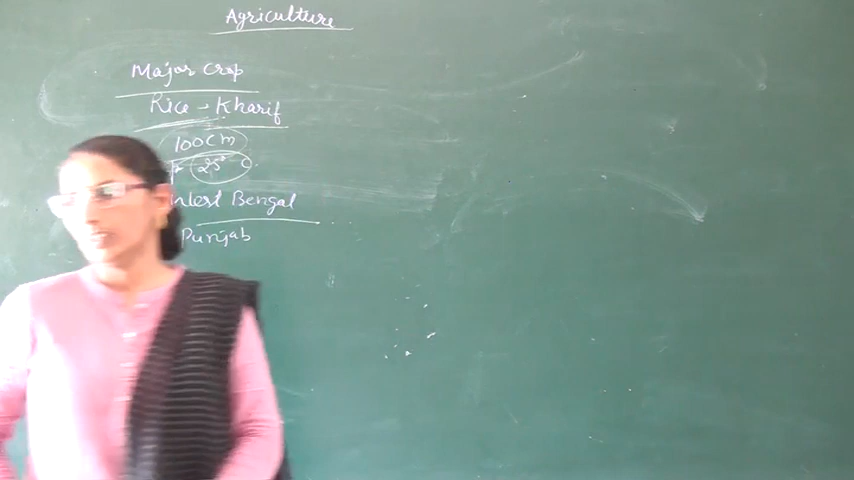 Agriculture
Major Crop
Rice - Kharif
100 cm
25° C.
West Bengal
Punjab